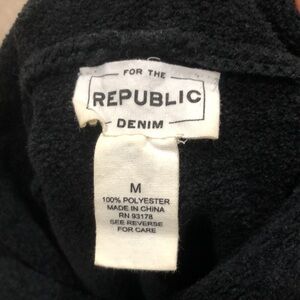 FOR THE
REPUBLIC
DENIM
M
100% POLYESTER
MADE IN CHINA
RN 93178
SEE REVERSE
FOR CARE